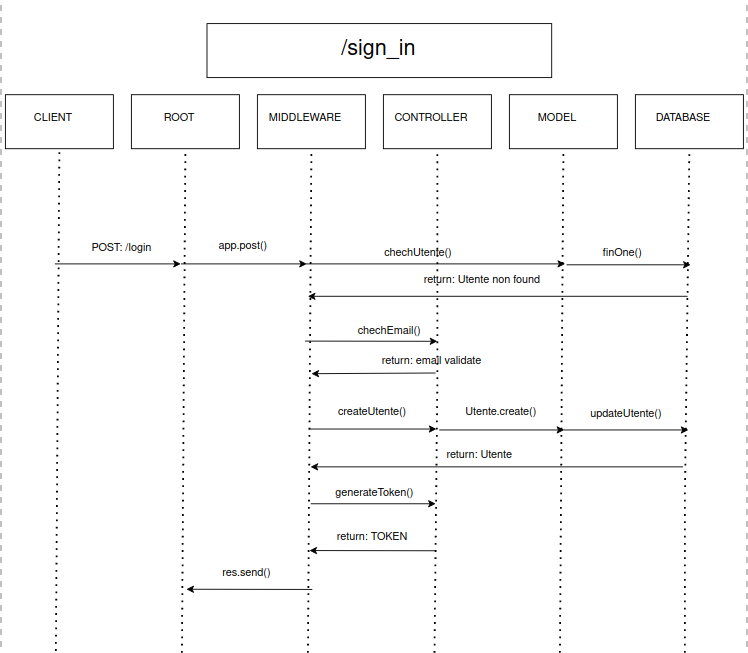 /sign_in
CLIENT
ROOT
MIDDLEWARE
CONTROLLER
MODEL
DATABASE
POST: /login
app.post()
chechUtente()
finOne()
return: Utente non found
chechEmail()
return: email validate
createUtente()
Utente.create()
updateUtente()
return: Utente
generateToken()
return: TOKEN
res.send()